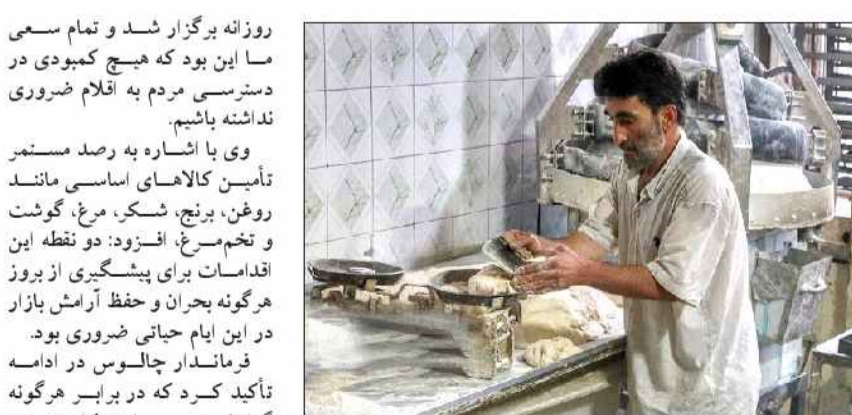 روزانه برگزار شد و تمام سعی
ما این بود که هیچ کمبودی در
دسترسی مردم به اقلام ضروری
نداشته باشیم.
وی با اشاره به رصد مستمر
تأمین کالاهای اساسی مانند
روغن، برنج، شکر، مرغ، گوشت
و تخم‌مرغ، افزود: دو نقطه این
اقدامات برای پیشگیری از بروز
هرگونه بحران و حفظ آرامش بازار
در این ایام حیاتی ضروری بود.
فرماندار چالوس در ادامه
تأکید کرد که در برابر هرگونه